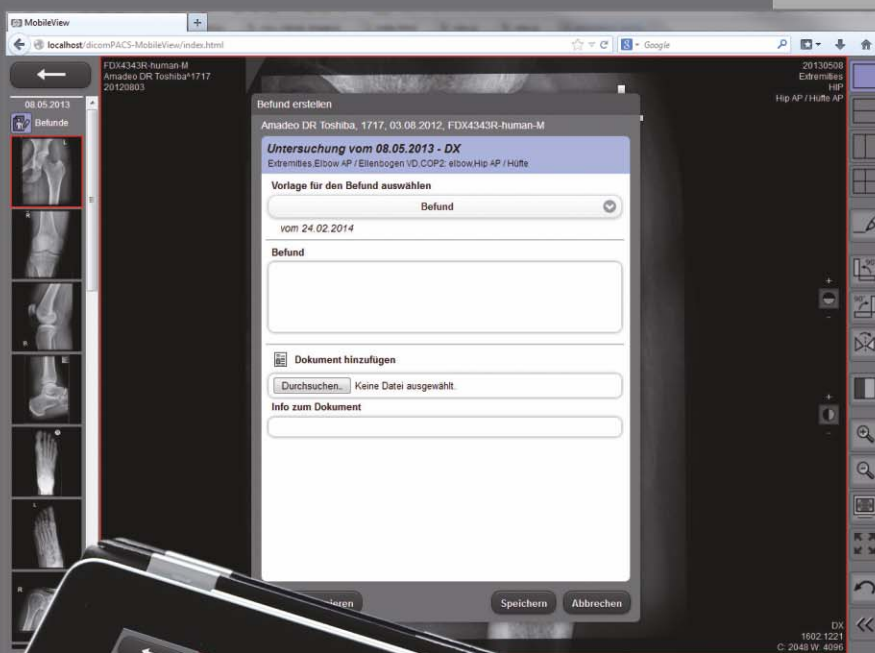 MobileView
localhost/dicomPACS-MobileView/index.html
Google
FDX4343R-human-M
Amadeo DR Toshiba^1717
20120803
20130508
Extremities
HIP
Hip AP / Hüfte AP
08.05.2013
Befunde
Befund erstellen
Amadeo DR Toshiba, 1717, 03.08.2012, FDX4343R-human-M
Untersuchung vom 08.05.2013 - DX
Extremities,Elbow AP / Ellenbogen VD,COP2: elbow,Hip AP / Hüfte
Vorlage für den Befund auswählen
Befund
vom 24.02.2014
Befund
Dokument hinzufügen
Durchsuchen.. Keine Datei ausgewählt.
Info zum Dokument
Speichern Abbrechen
DX
1602:1221
C: 2048 W: 4096